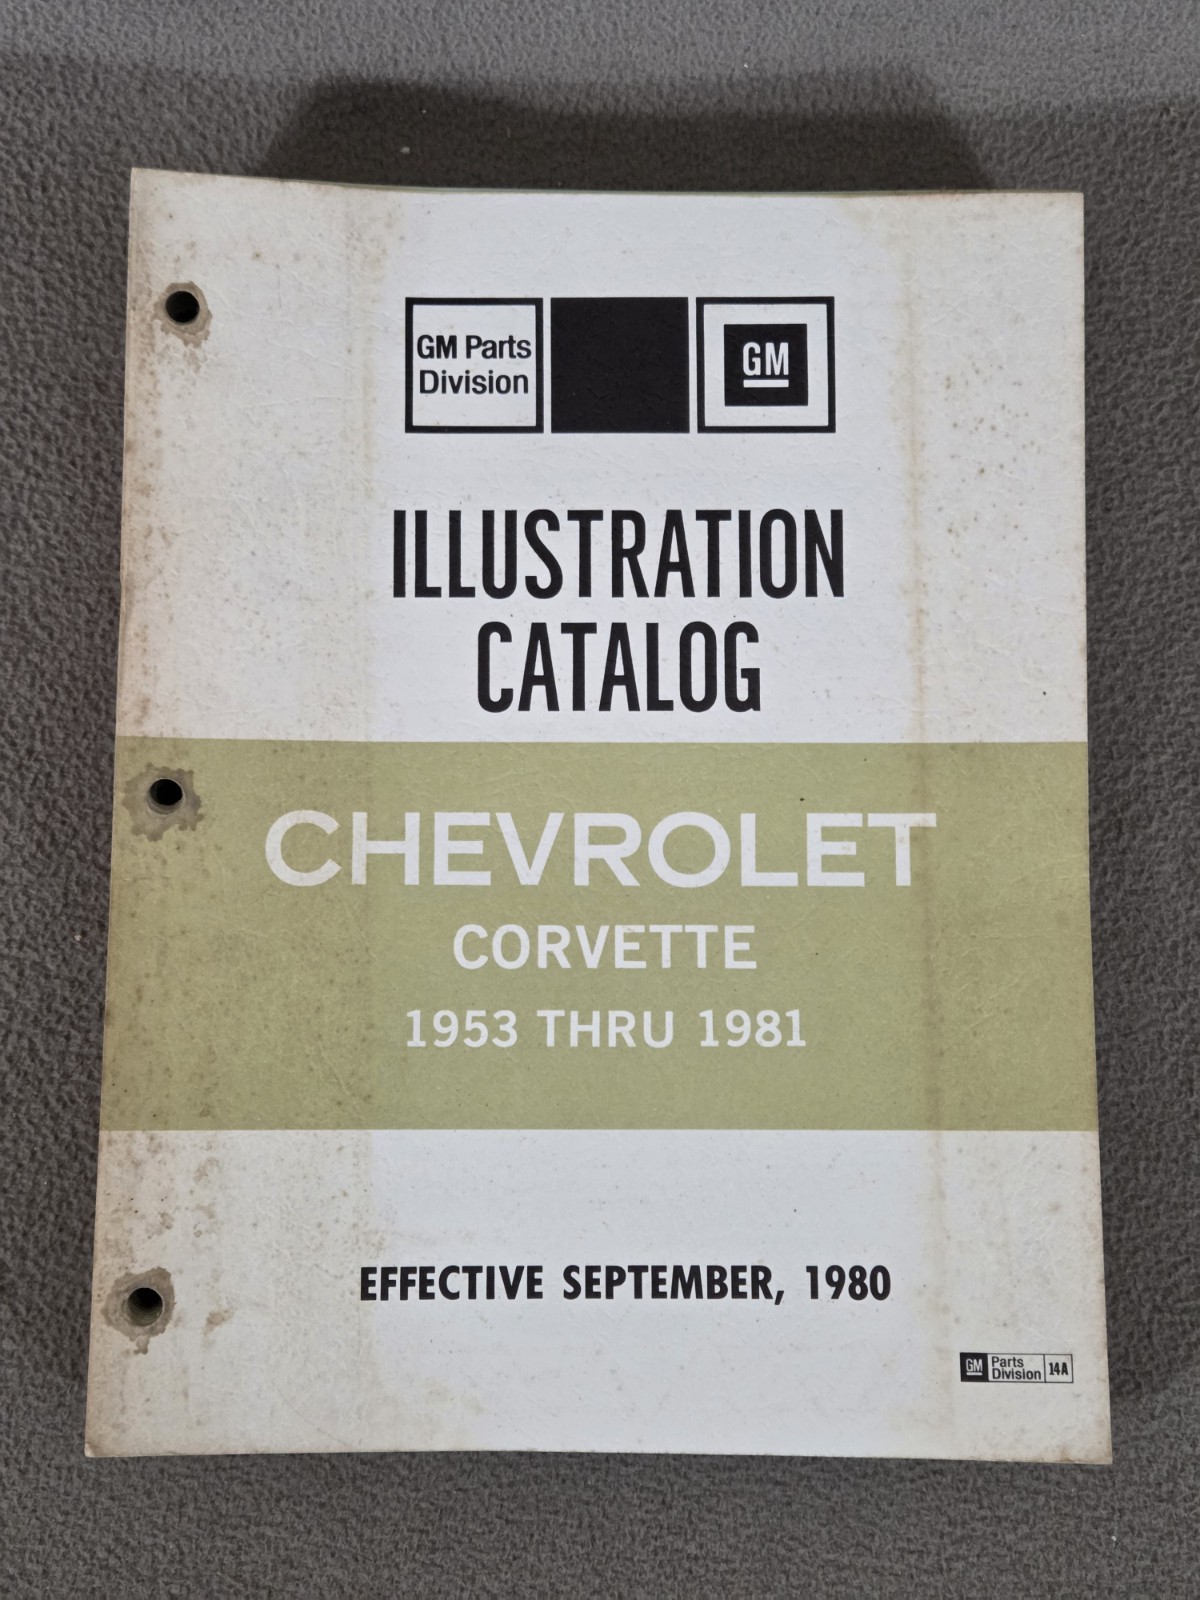 GM Parts
Division
GM
ILLUSTRATION
CATALOG
CHEVROLET
CORVETTE
1953 THRU 1981
EFFECTIVE SEPTEMBER, 1980
GM Parts Division 14A